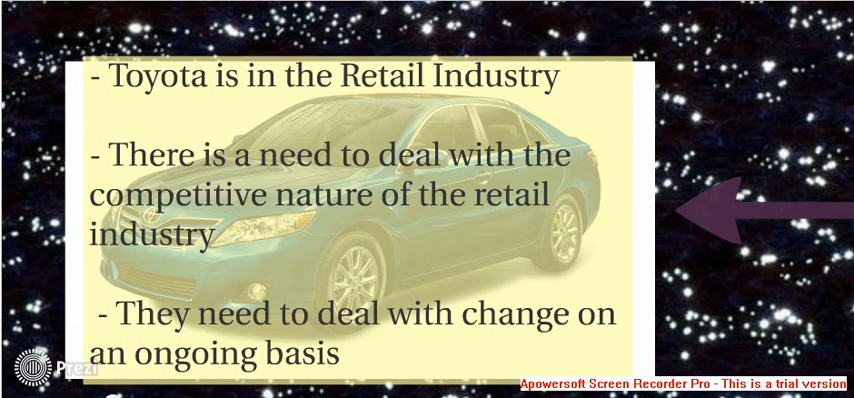 - Toyota is in the Retail Industry
- There is a need to deal with the
competitive nature of the retail
industry
- They need to deal with change on
an ongoing basis
Prezi
Apowersoft Screen Recorder Pro - This is a trial version